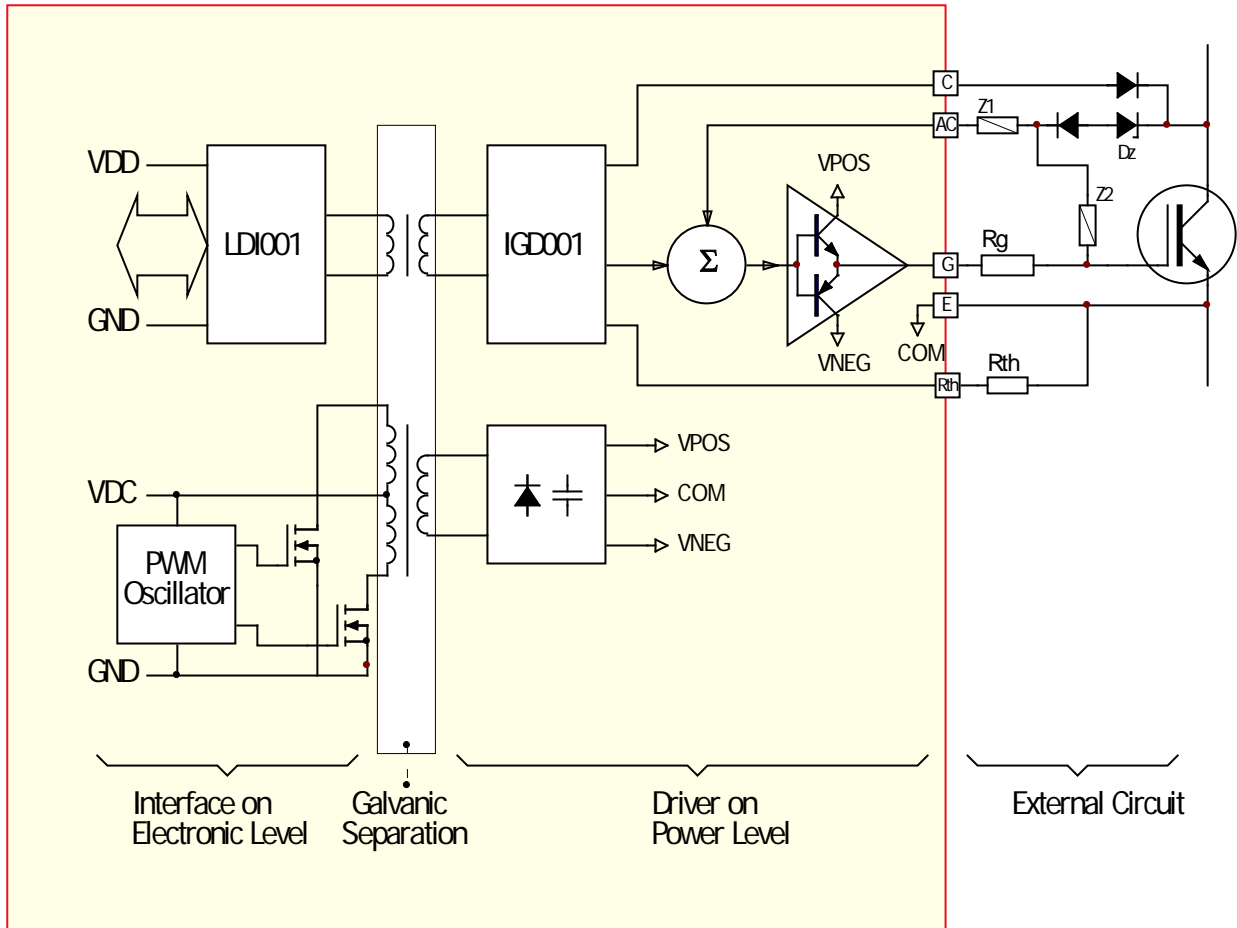 C
Z1
AC
Dz
VDD
VPOS
Z2
LDI001
IGD001
Σ
Rg
G
E
GND
COM
VNEG
Rth
Rth
VPOS
VDC
COM
VNEG
PWM
Oscillator
GND
Interface on
Electronic Level
Galvanic
Separation
Driver on
Power Level
External Circuit